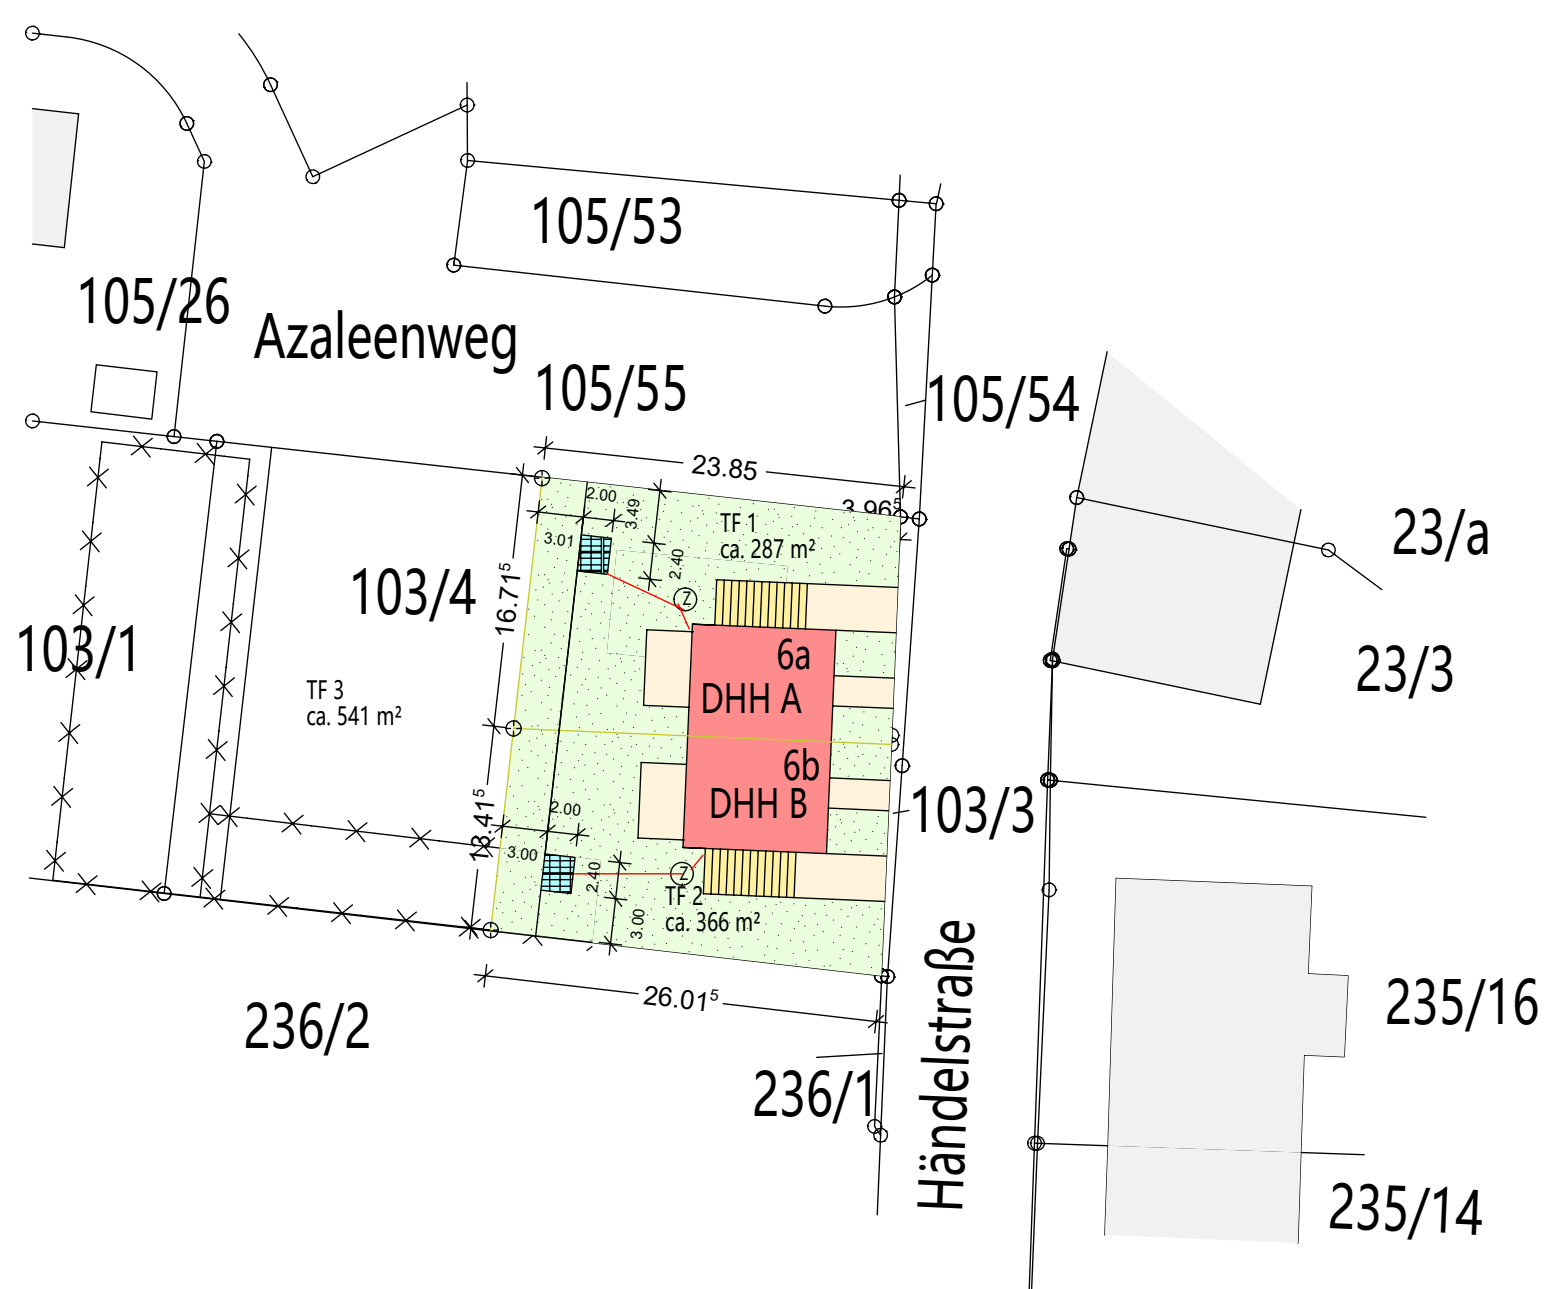 105/53
105/26
Azaleenweg
105/55
105/54
23.85
3.96⁵
2.00
3.49
TF 1
ca. 287 m²
3.01
2.40
23/a
103/4
16.71⁵
Z
103/1
6a
DHH A
23/3
TF 3
ca. 541 m²
6b
DHH B
2.00
103/3
13.41⁵
3.00
2.40
Z
TF 2
ca. 366 m²
3.00
26.01⁵
236/2
235/16
236/1
Händelstraße
235/14